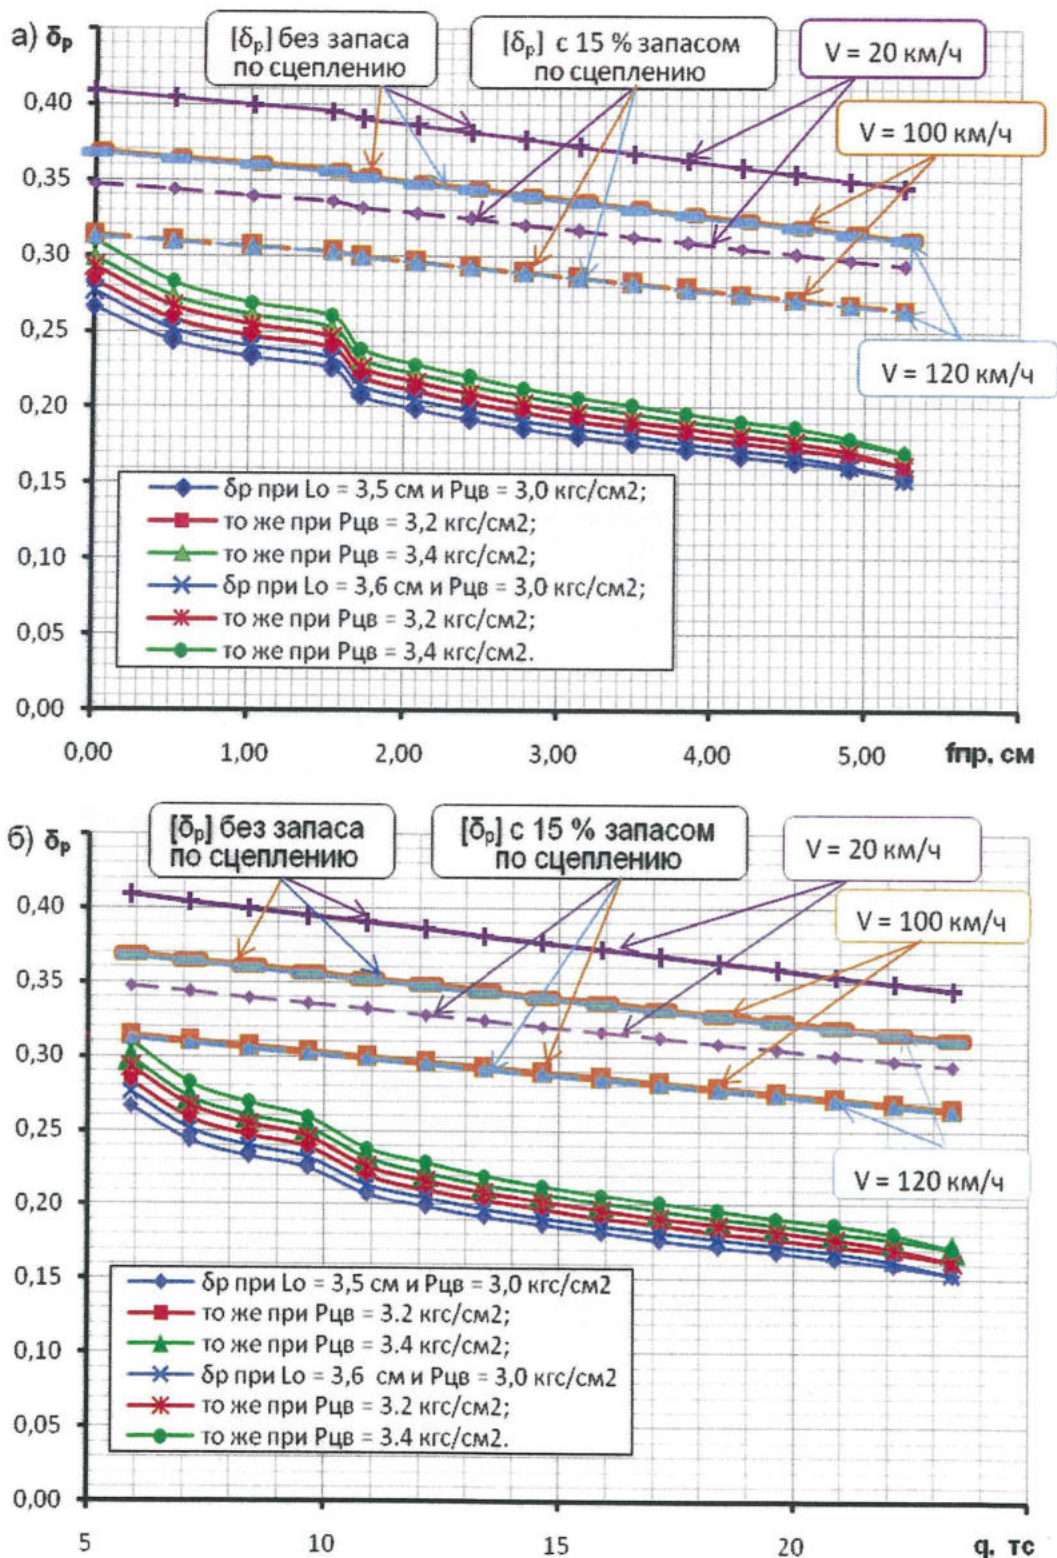 а) δр
[δр] без запаса
по сцеплению
[δр] с 15 % запасом
по сцеплению
V = 20 км/ч
V = 100 км/ч
V = 120 км/ч
0,40
0,35
0,30
0,25
0,20
0,15
0,10
0,05
0,00
δр при Lо = 3,5 см и Рцв = 3,0 кгс/см2;
то же при Рцв = 3,2 кгс/см2;
то же при Рцв = 3,4 кгс/см2;
δр при Lо = 3,6 см и Рцв = 3,0 кгс/см2;
то же при Рцв = 3,2 кгс/см2;
то же при Рцв = 3,4 кгс/см2.
0,00 1,00 2,00 3,00 4,00 5,00 fпр. см
б) δр
[δр] без запаса
по сцеплению
[δр] с 15 % запасом
по сцеплению
V = 20 км/ч
V = 100 км/ч
V = 120 км/ч
0,40
0,35
0,30
0,25
0,20
0,15
0,10
0,05
0,00
δр при Lо = 3,5 см и Рцв = 3,0 кгс/см2
то же при Рцв = 3.2 кгс/см2;
то же при Рцв = 3.4 кгс/см2;
δр при Lо = 3,6 см и Рцв = 3,0 кгс/см2
то же при Рцв = 3.2 кгс/см2;
то же при Рцв = 3.4 кгс/см2.
5 10 15 20 q. тс